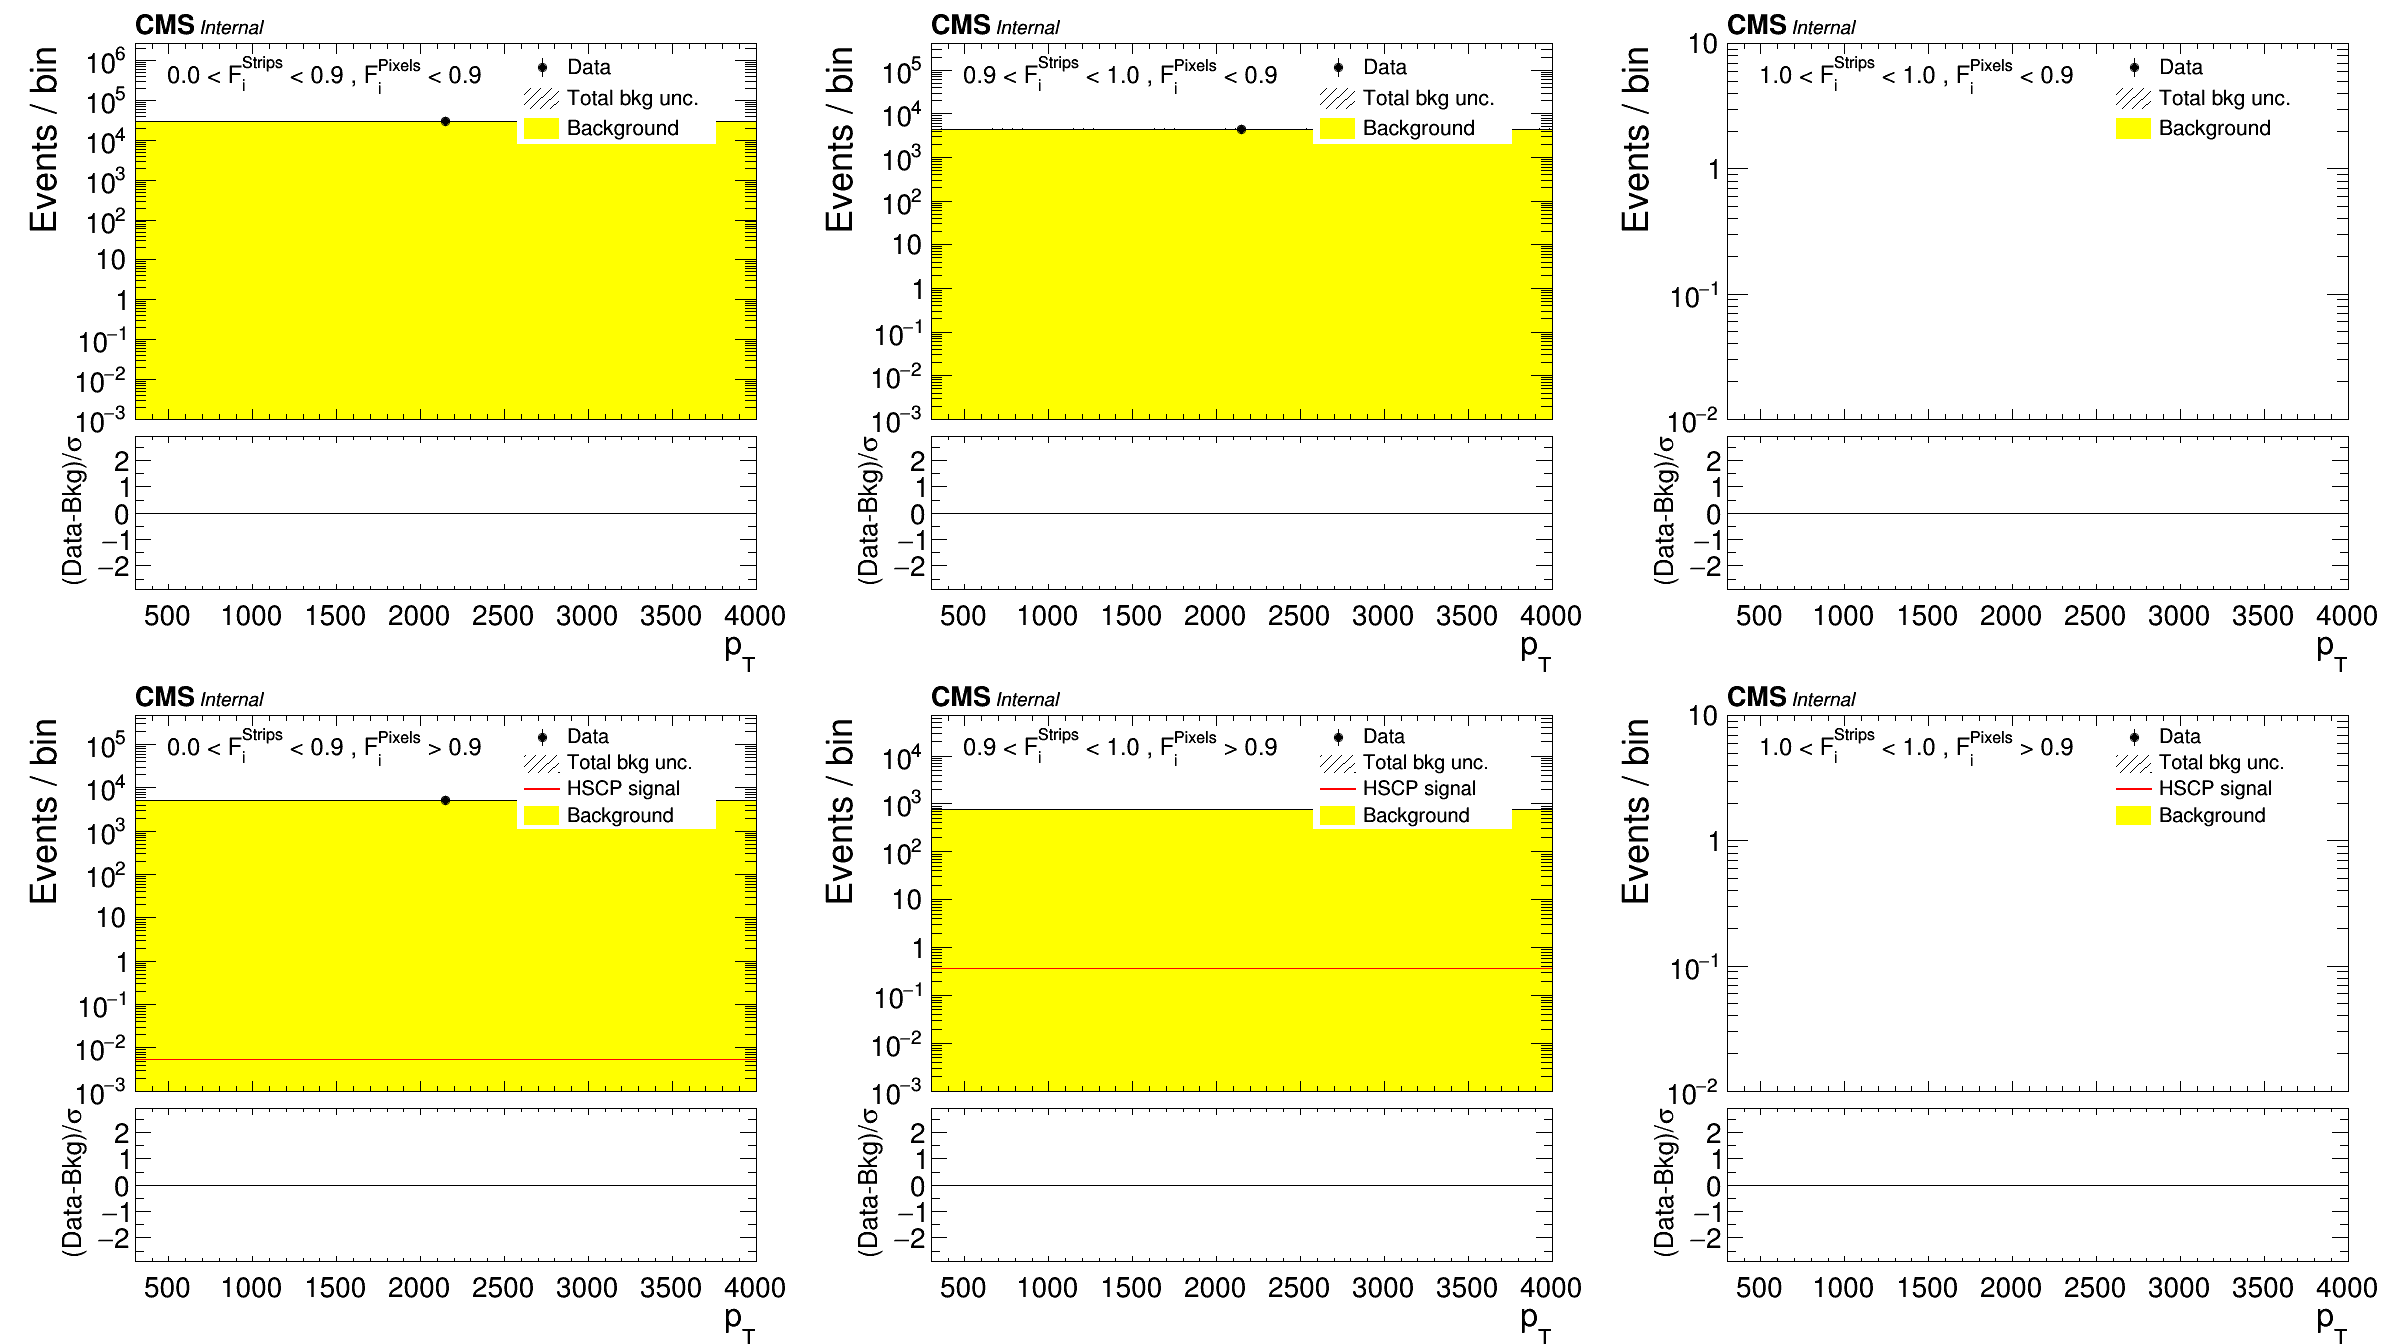 CMS Internal
Events / bin
10^6
10^5
10^4
10^3
10^2
10
1
10^−1
10^−2
10^−3
0.0 < F_i^Strips < 0.9 , F_i^Pixels < 0.9
Data
Total bkg unc.
Background
(Data-Bkg)/σ
2
1
0
−1
−2
500 1000 1500 2000 2500 3000 3500 4000
p_T
CMS Internal
Events / bin
10^5
10^4
10^3
10^2
10
1
10^−1
10^−2
10^−3
0.9 < F_i^Strips < 1.0 , F_i^Pixels < 0.9
Data
Total bkg unc.
Background
(Data-Bkg)/σ
2
1
0
−1
−2
500 1000 1500 2000 2500 3000 3500 4000
p_T
CMS Internal
Events / bin
10
1
10^−1
10^−2
1.0 < F_i^Strips < 1.0 , F_i^Pixels < 0.9
Data
Total bkg unc.
Background
(Data-Bkg)/σ
2
1
0
−1
−2
500 1000 1500 2000 2500 3000 3500 4000
p_T
CMS Internal
Events / bin
10^5
10^4
10^3
10^2
10
1
10^−1
10^−2
10^−3
0.0 < F_i^Strips < 0.9 , F_i^Pixels > 0.9
Data
Total bkg unc.
HSCP signal
Background
(Data-Bkg)/σ
2
1
0
−1
−2
500 1000 1500 2000 2500 3000 3500 4000
p_T
CMS Internal
Events / bin
10^4
10^3
10^2
10
1
10^−1
10^−2
10^−3
0.9 < F_i^Strips < 1.0 , F_i^Pixels > 0.9
Data
Total bkg unc.
HSCP signal
Background
(Data-Bkg)/σ
2
1
0
−1
−2
500 1000 1500 2000 2500 3000 3500 4000
p_T
CMS Internal
Events / bin
10
1
10^−1
10^−2
1.0 < F_i^Strips < 1.0 , F_i^Pixels > 0.9
Data
Total bkg unc.
HSCP signal
Background
(Data-Bkg)/σ
2
1
0
−1
−2
500 1000 1500 2000 2500 3000 3500 4000
p_T